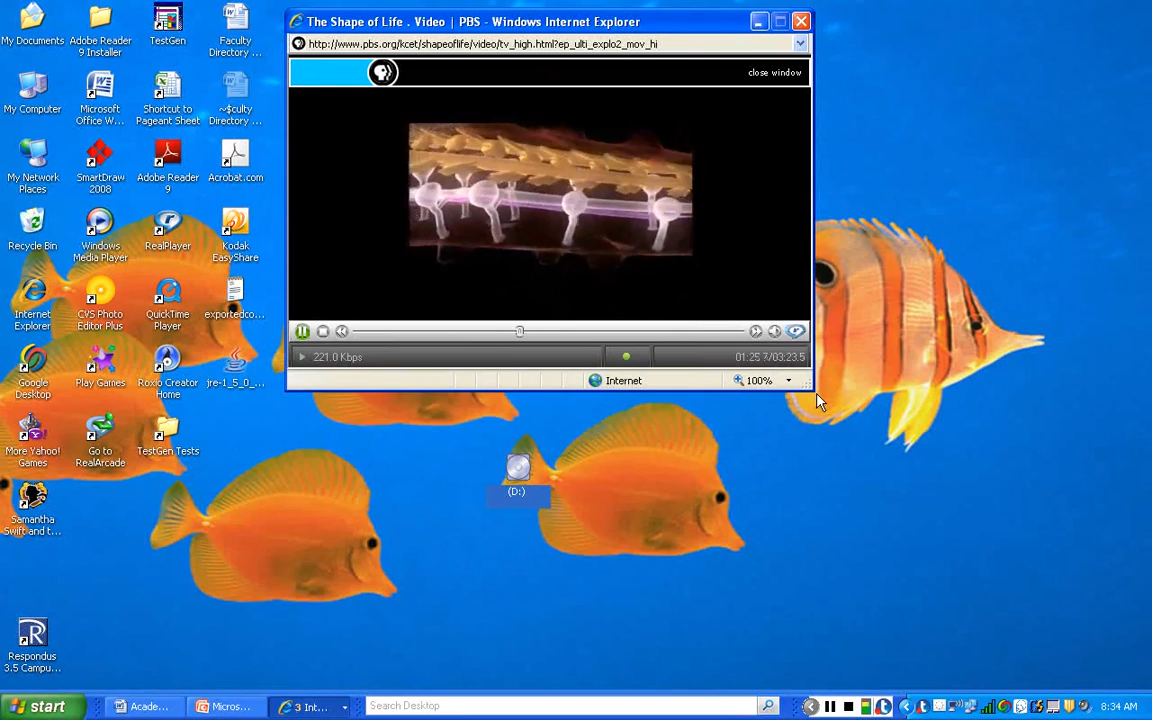 The Shape of Life . Video | PBS - Windows Internet Explorer
http://www.pbs.org/kcet/shapeoflife/video/tv_high.html?ep_ulti_explo2_mov_hi
close window
221.0 Kbps
01:25.7/03:23.5
Internet
100%
My Documents
Adobe Reader
9 Installer
TestGen
Faculty
Directory ...
My Computer
Microsoft
Office W...
Shortcut to
Pageant Sheet
~$culty
Directory ...
My Network
Places
SmartDraw
2008
Adobe Reader
9
Acrobat.com
Recycle Bin
Windows
Media Player
RealPlayer
Kodak
EasyShare
Internet
Explorer
CVS Photo
Editor Plus
QuickTime
Player
exportedco...
Google
Desktop
Play Games
Roxio Creator
Home
jre-1_5_0_...
More Yahoo!
Games
Go to
RealArcade
TestGen Tests
Samantha
Swift and t...
(D:)
Respondus
3.5 Campu...
start
Acade...
Micros...
3 Int...
Search Desktop
8:34 AM